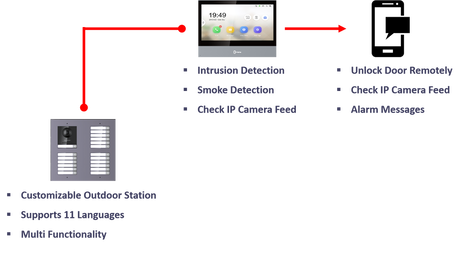 19:49
Intrusion Detection
Smoke Detection
Check IP Camera Feed
Unlock Door Remotely
Check IP Camera Feed
Alarm Messages
Customizable Outdoor Station
Supports 11 Languages
Multi Functionality